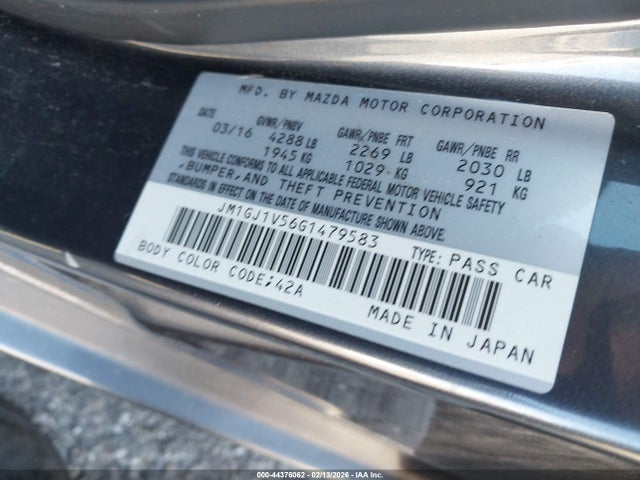 MFD. BY MAZDA MOTOR CORPORATION
DATE GVWR/PNBV GAWR/PNBE FRT GAWR/PNBE RR
03/16 4288 LB 2269 LB 2030 LB
1945 KG 1029 KG 921 KG
THIS VEHICLE CONFORMS TO ALL APPLICABLE FEDERAL MOTOR VEHICLE SAFETY
,BUMPER,AND THEFT PREVENTION
STANDARDS IN EFFECT ON THE DATE OF MANUFACTURE SHOWN ABOVE.
JM1GJ1V56G1479583 TYPE: PASS CAR
BODY COLOR CODE:42A
MADE IN JAPAN
000-44376062 | 02/13/2026 - IAA Corp.